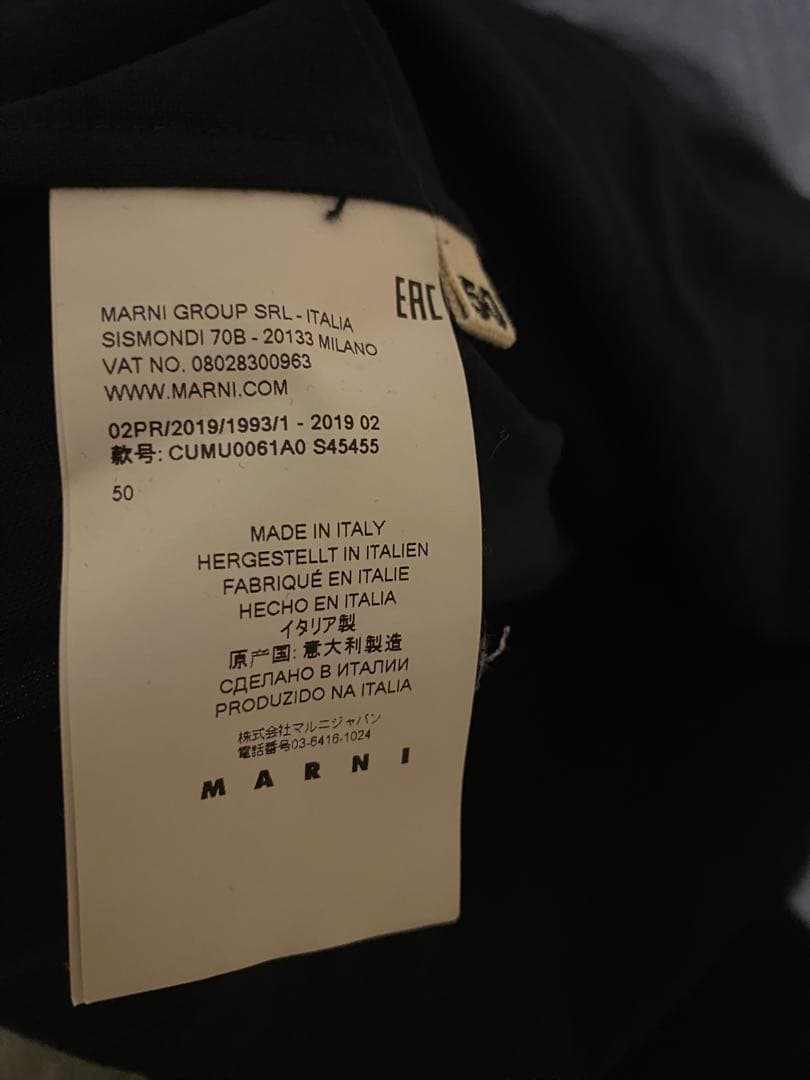 EAC
50
MARNI GROUP SRL - ITALIA
SISMONDI 70B - 20133 MILANO
VAT NO. 08028300963
WWW.MARNI.COM
02PR/2019/1993/1 - 2019 02
款号: CUMU0061A0 S45455
50
MADE IN ITALY
HERGESTELLT IN ITALIEN
FABRIQUÉ EN ITALIE
HECHO EN ITALIA
イタリア製
原产国: 意大利製造
СДЕЛАНО В ИТАЛИИ
PRODUZIDO NA ITALIA
株式会社マルニジャパン
電話番号03-6416-1024
MARNI